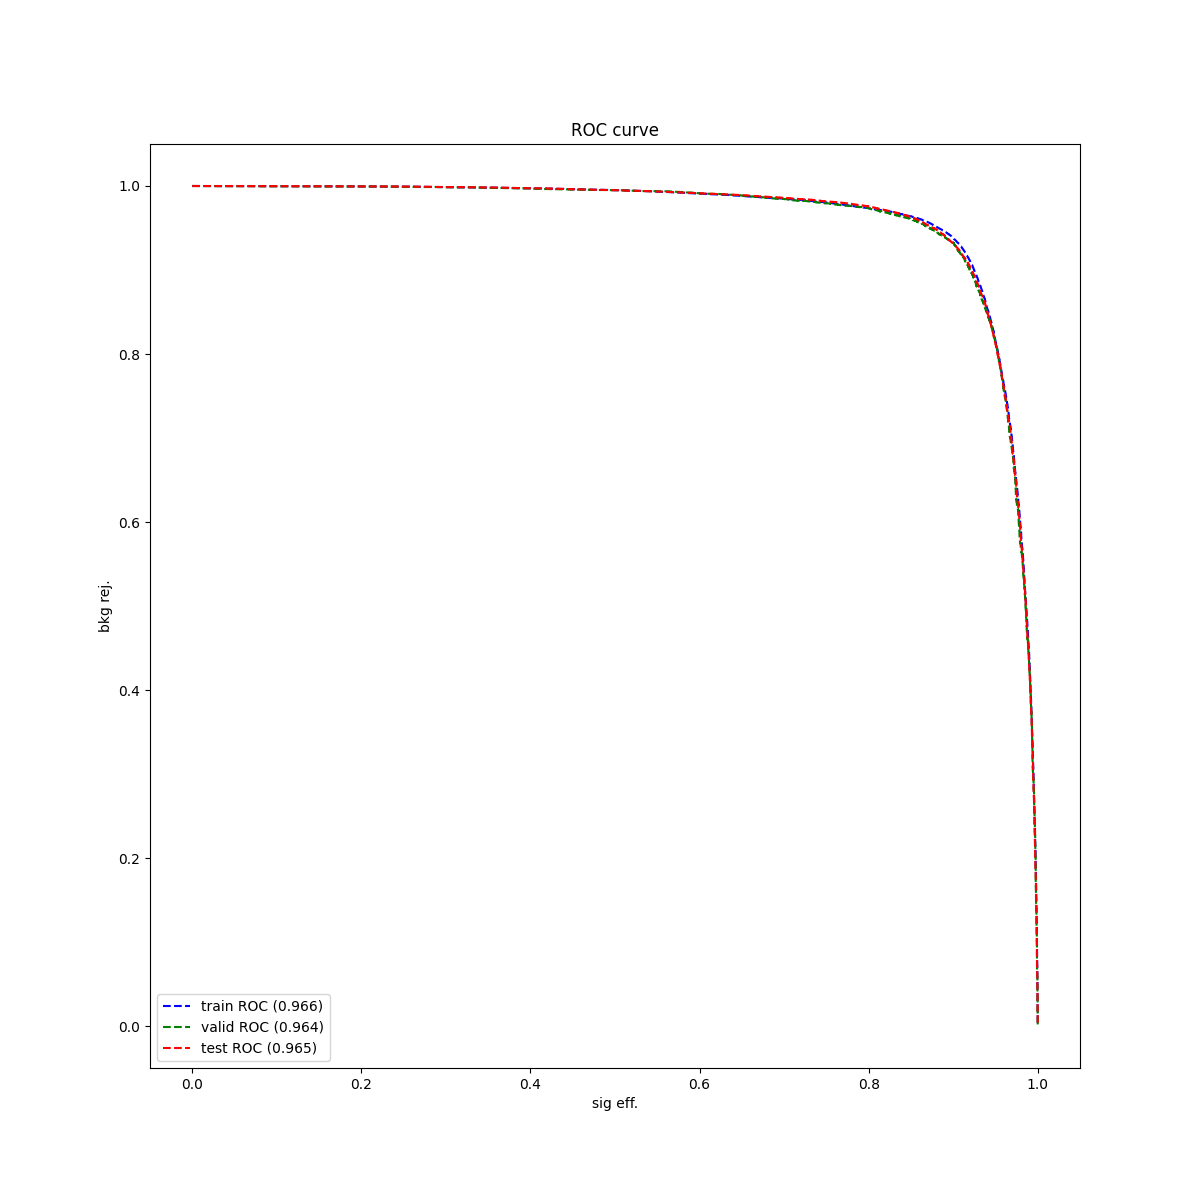 ROC curve
1.0
0.8
0.6
0.4
0.2
0.0
bkg rej.
train ROC (0.966)
valid ROC (0.964)
test ROC (0.965)
0.0 0.2 0.4 0.6 0.8 1.0
sig eff.